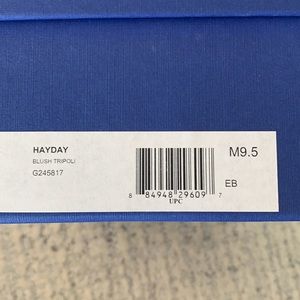 HAYDAY
BLUSH TRIPOLI
G245817
M9.5
EB
8 84948 29609 7
UPC